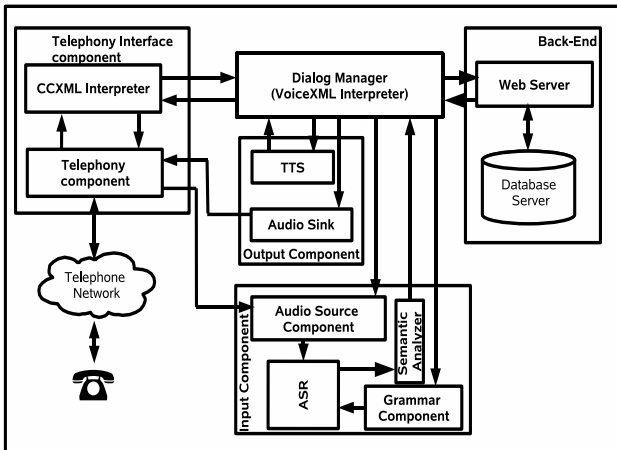 Telephony Interface
component
CCXML Interpreter
Telephony
component
Telephone
Network
Dialog Manager
(VoiceXML Interpreter)
TTS
Audio Sink
Output Component
Back-End
Web Server
Database
Server
Input Component
Audio Source
Component
ASR
Semantic
Analyzer
Grammar
Component